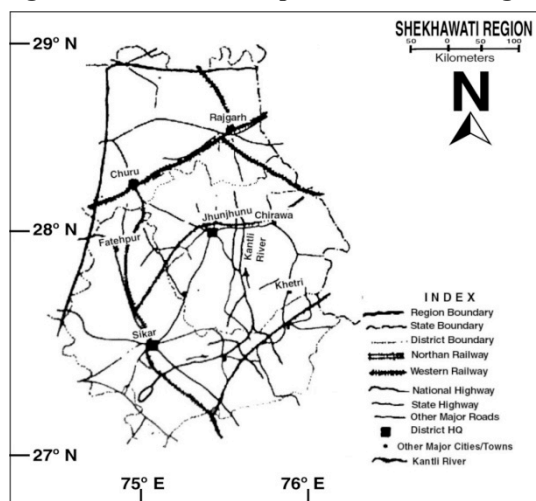 SHEKHAWATI REGION
50 0 50 100
Kilometers
N
29° N
28° N
27° N
75° E
76° E
Rajgarh
Churu
Jhunjhunu
Chirawa
Fatehpur
Kantli
River
Khetri
Sikar
INDEX
Region Boundary
State Boundary
District Boundary
Northan Railway
Western Railway
National Highway
State Highway
Other Major Roads
District HQ
Other Major Cities/Towns
Kantli River